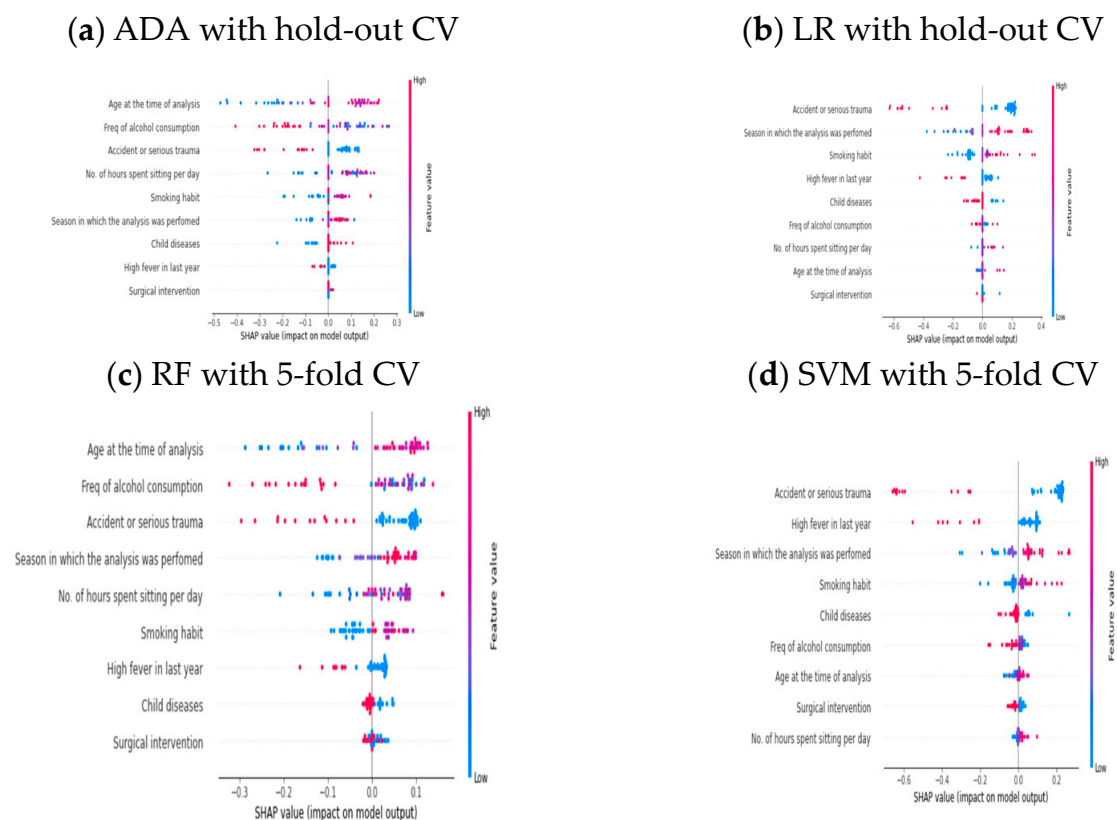 (a) ADA with hold-out CV
High
Age at the time of analysis
Freq of alcohol consumption
Accident or serious trauma
No. of hours spent sitting per day
Smoking habit
Season in which the analysis was perfomed
Child diseases
High fever in last year
Surgical intervention
Feature value
Low
-0.5 -0.4 -0.3 -0.2 -0.1 0.0 0.1 0.2 0.3
SHAP value (impact on model output)
(b) LR with hold-out CV
High
Accident or serious trauma
Season in which the analysis was perfomed
Smoking habit
High fever in last year
Child diseases
Freq of alcohol consumption
No. of hours spent sitting per day
Age at the time of analysis
Surgical intervention
Feature value
Low
-0.6 -0.4 -0.2 0.0 0.2 0.4
SHAP value (impact on model output)
(c) RF with 5-fold CV
High
Age at the time of analysis
Freq of alcohol consumption
Accident or serious trauma
Season in which the analysis was perfomed
No. of hours spent sitting per day
Smoking habit
High fever in last year
Child diseases
Surgical intervention
Feature value
Low
-0.3 -0.2 -0.1 0.0 0.1
SHAP value (impact on model output)
(d) SVM with 5-fold CV
High
Accident or serious trauma
High fever in last year
Season in which the analysis was perfomed
Smoking habit
Child diseases
Freq of alcohol consumption
Age at the time of analysis
Surgical intervention
No. of hours spent sitting per day
Feature value
Low
-0.6 -0.4 -0.2 0.0 0.2
SHAP value (impact on model output)